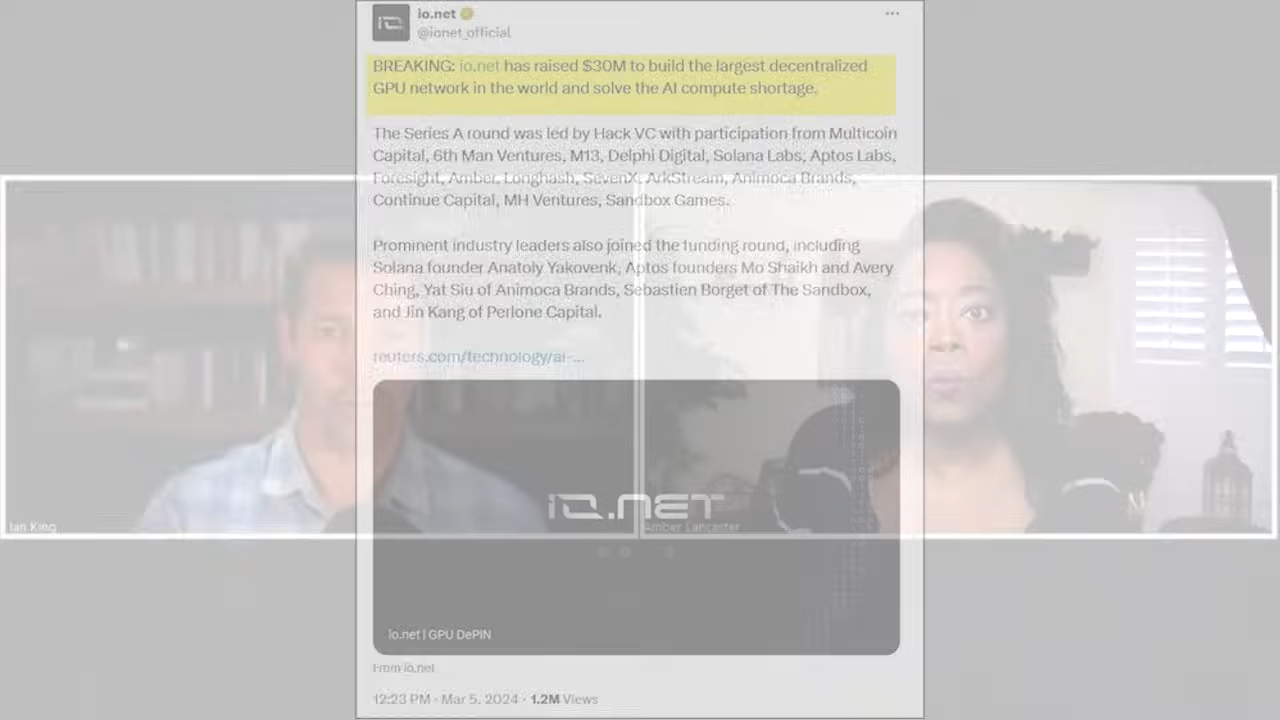 io.net
@ionet_official
BREAKING: io.net has raised $30M to build the largest decentralized
GPU network in the world and solve the AI compute shortage.
The Series A round was led by Hack VC with participation from Multicoin
Capital, 6th Man Ventures, M13, Delphi Digital, Solana Labs, Aptos Labs,
Foresight, Amber, Longhash, SevenX, ArkStream, Animoca Brands,
Continue Capital, MH Ventures, Sandbox Games.
Prominent industry leaders also joined the funding round, including
Solana founder Anatoly Yakovenk, Aptos founders Mo Shaikh and Avery
Ching, Yat Siu of Animoca Brands, Sebastien Borget of The Sandbox,
and Jin Kang of Perlone Capital.
reuters.com/technology/ai-...
IO.NET
Ian King
Amber Lancaster
io.net | GPU DePIN
From io.net
12:23 PM · Mar 5, 2024 · 1.2M Views